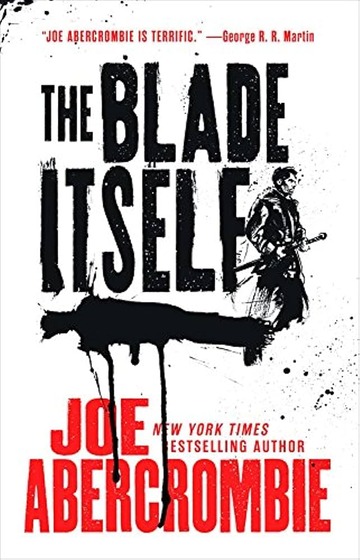 "JOE ABERCROMBIE IS TERRIFIC." —George R. R. Martin
THE BLADE
ITSELF
JOE NEW YORK TIMES
BESTSELLING AUTHOR
ABERCROMBIE